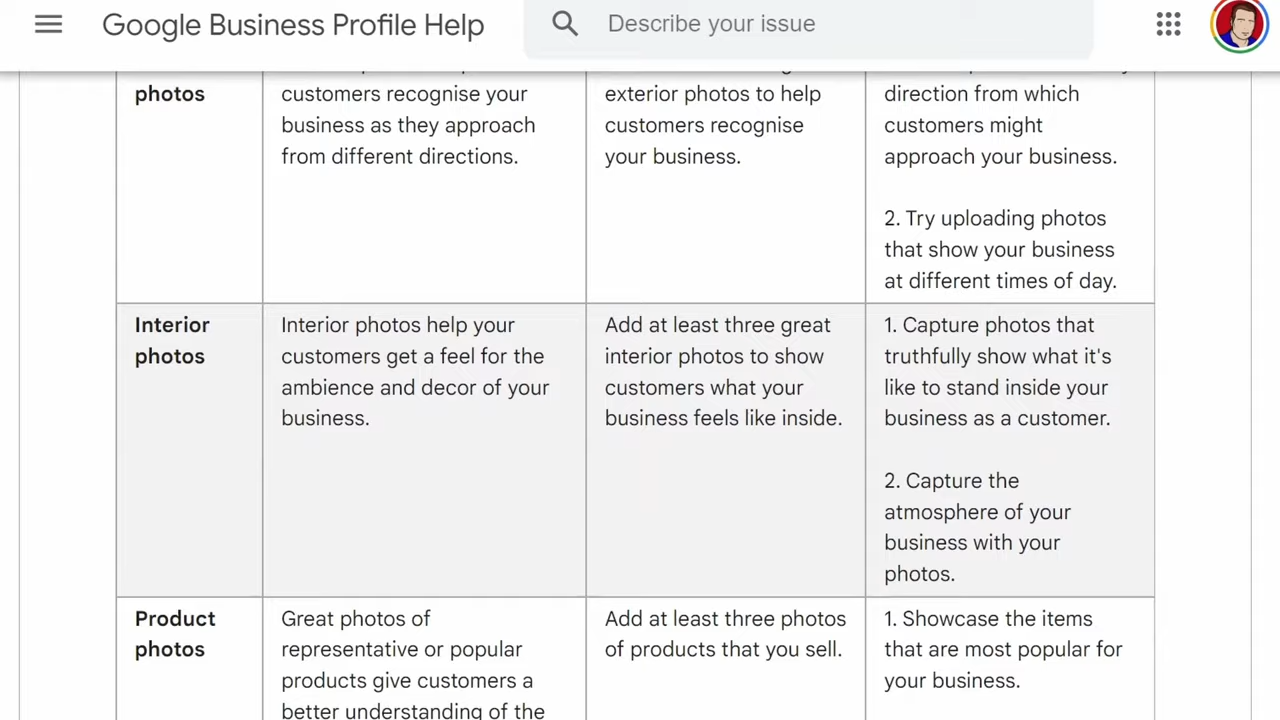 Google Business Profile Help
Describe your issue
photos
customers recognise your
business as they approach
from different directions.
exterior photos to help
customers recognise
your business.
direction from which
customers might
approach your business.
2. Try uploading photos
that show your business
at different times of day.
Interior
photos
Interior photos help your
customers get a feel for the
ambience and decor of your
business.
Add at least three great
interior photos to show
customers what your
business feels like inside.
1. Capture photos that
truthfully show what it's
like to stand inside your
business as a customer.
2. Capture the
atmosphere of your
business with your
photos.
Product
photos
Great photos of
representative or popular
products give customers a
better understanding of the
Add at least three photos
of products that you sell.
1. Showcase the items
that are most popular for
your business.